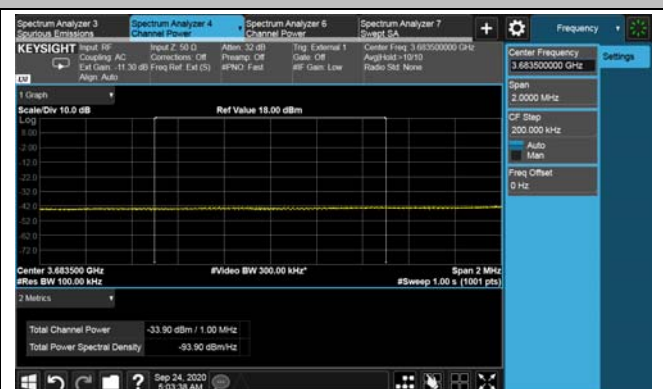 Spectrum Analyzer 3
Spurious Emissions
Spectrum Analyzer 4
Channel Power
Spectrum Analyzer 6
Channel Power
Spectrum Analyzer 7
Swept SA
+
Frequency
KEYSIGHT
Input: RF
Coupling: AC
Ext Gain: -11.30 dB
Align: Auto
Input Z: 50 Ω
Corrections: Off
Freq Ref: Ext (S)
Atten: 32 dB
Preamp: Off
#PNO: Fast
Trig: External 1
Gate: Off
#IF Gain: Low
Center Freq: 3.683500000 GHz
Avg|Hold:>10/10
Radio Std: None
LXI
1 Graph
Scale/Div 10.0 dB
Ref Value 18.00 dBm
Log
8.00
-2.00
-12.0
-22.0
-32.0
-42.0
-52.0
-62.0
-72.0
Center 3.683500 GHz
#Res BW 100.00 kHz
#Video BW 300.00 kHz*
Span 2 MHz
#Sweep 1.00 s (1001 pts)
2 Metrics
Total Channel Power -33.90 dBm / 1.00 MHz
Total Power Spectral Density -93.90 dBm/Hz
Center Frequency
3.683500000 GHz
Settings
Span
2.0000 MHz
CF Step
200.000 kHz
Auto
Man
Freq Offset
0 Hz
?
Sep 24, 2020
5:03:38 AM